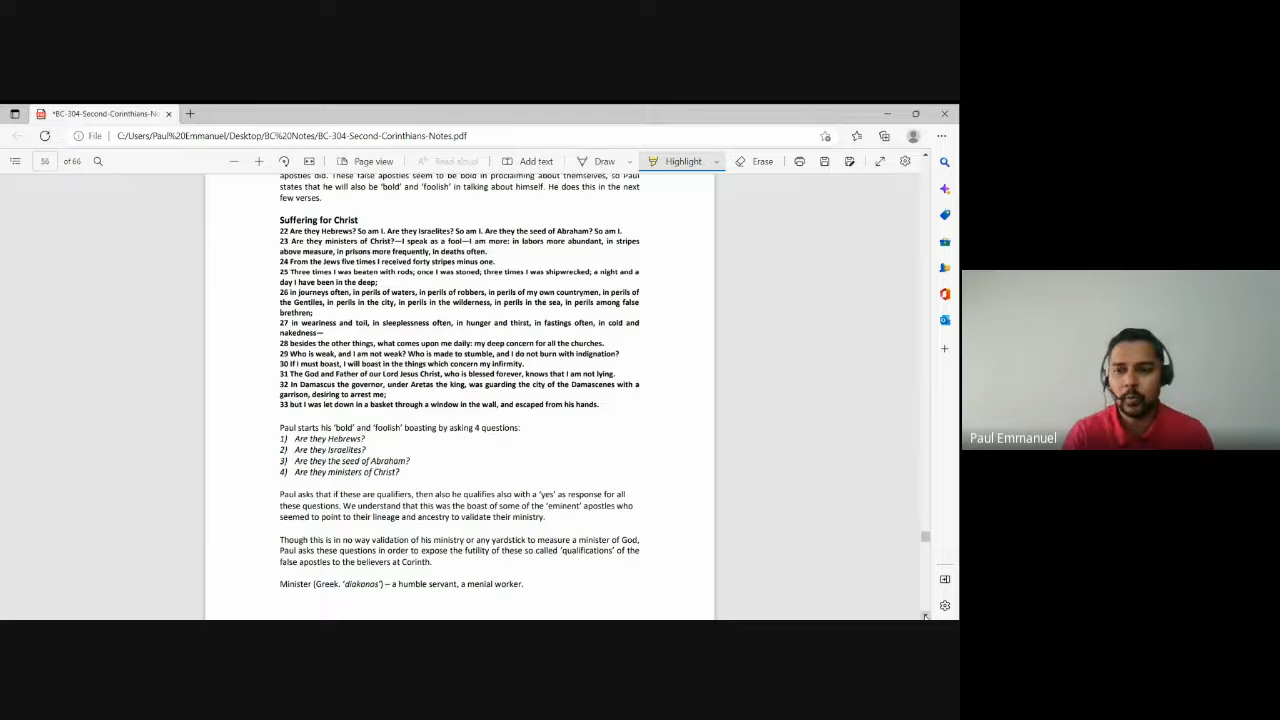 *BC-304-Second-Corinthians-No
File
C:/Users/Paul%20Emmanuel/Desktop/BC%20Notes/BC-304-Second-Corinthians-Notes.pdf
56 of 66
Page view
Read aloud
Add text
Draw
Highlight
Erase
apostles did. These false apostles seem to be bold in proclaiming about themselves, so Paul
states that he will also be 'bold' and 'foolish' in talking about himself. He does this in the next
few verses.
Suffering for Christ
22 Are they Hebrews? So am I. Are they Israelites? So am I. Are they the seed of Abraham? So am I.
23 Are they ministers of Christ?—I speak as a fool—I am more: in labors more abundant, in stripes
above measure, in prisons more frequently, in deaths often.
24 From the Jews five times I received forty stripes minus one.
25 Three times I was beaten with rods; once I was stoned; three times I was shipwrecked; a night and a
day I have been in the deep;
26 in journeys often, in perils of waters, in perils of robbers, in perils of my own countrymen, in perils of
the Gentiles, in perils in the city, in perils in the wilderness, in perils in the sea, in perils among false
brethren;
27 in weariness and toil, in sleeplessness often, in hunger and thirst, in fastings often, in cold and
nakedness—
28 besides the other things, what comes upon me daily: my deep concern for all the churches.
29 Who is weak, and I am not weak? Who is made to stumble, and I do not burn with indignation?
30 If I must boast, I will boast in the things which concern my infirmity.
31 The God and Father of our Lord Jesus Christ, who is blessed forever, knows that I am not lying.
32 In Damascus the governor, under Aretas the king, was guarding the city of the Damascenes with a
garrison, desiring to arrest me;
33 but I was let down in a basket through a window in the wall, and escaped from his hands.
Paul starts his 'bold' and 'foolish' boasting by asking 4 questions:
1) Are they Hebrews?
2) Are they Israelites?
3) Are they the seed of Abraham?
4) Are they ministers of Christ?
Paul asks that if these are qualifiers, then also he qualifies also with a 'yes' as response for all
these questions. We understand that this was the boast of some of the 'eminent' apostles who
seemed to point to their lineage and ancestry to validate their ministry.
Though this is in no way validation of his ministry or any yardstick to measure a minister of God,
Paul asks these questions in order to expose the futility of these so called 'qualifications' of the
false apostles to the believers at Corinth.
Minister (Greek. 'diakonos') – a humble servant, a menial worker.
Paul Emmanuel